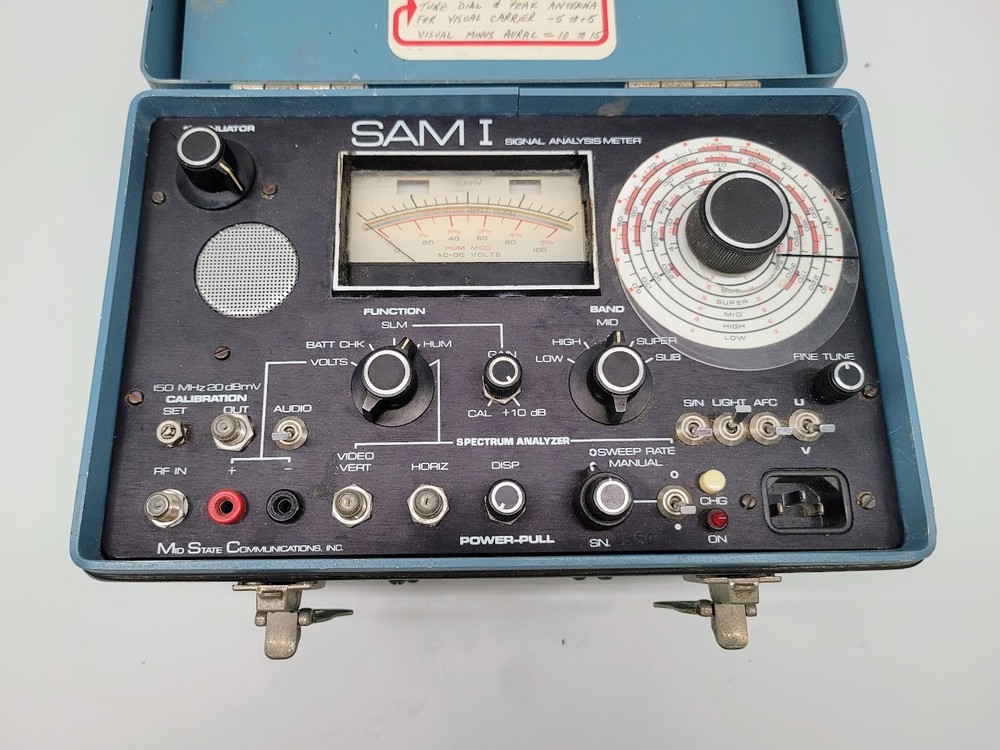 TUNE DIAL & PEAK ANTENNA
FOR VISUAL CARRIER -5 TO +5
VISUAL MINUS AURAL = 10 TO 15
SAM I SIGNAL ANALYSIS METER
1% 2% 3% 5%
20 40 60 80 100
HUM MOD
AC-DC VOLTS
SUPER
MID
HIGH
LOW
FUNCTION
SLM
BATT CHK
HUM
VOLTS
GAIN
CAL +10 dB
BAND
MID
HIGH
SUPER
LOW
SUB
FINE TUNE
150 MHz 20 dBmV
CALIBRATION
SET
OUT
AUDIO
S/N LIGHT AFC U
V
SPECTRUM ANALYZER
VIDEO
VERT
HORIZ
DISP
SWEEP RATE
MANUAL
RF IN
+
−
CHG
ON
POWER-PULL
SN.
MID STATE COMMUNICATIONS, INC.